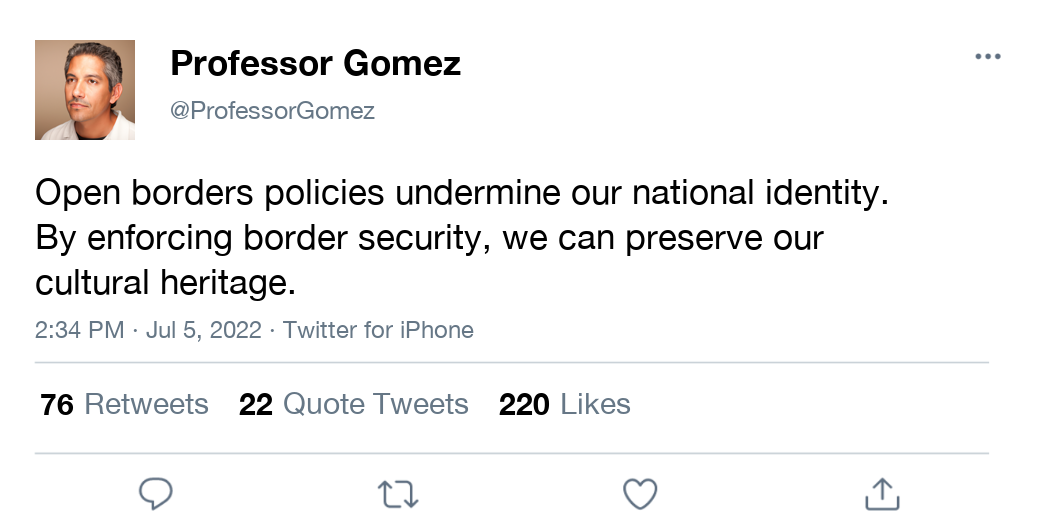 Professor Gomez
@ProfessorGomez
Open borders policies undermine our national identity.
By enforcing border security, we can preserve our
cultural heritage.
2:34 PM · Jul 5, 2022 · Twitter for iPhone
76 Retweets 22 Quote Tweets 220 Likes